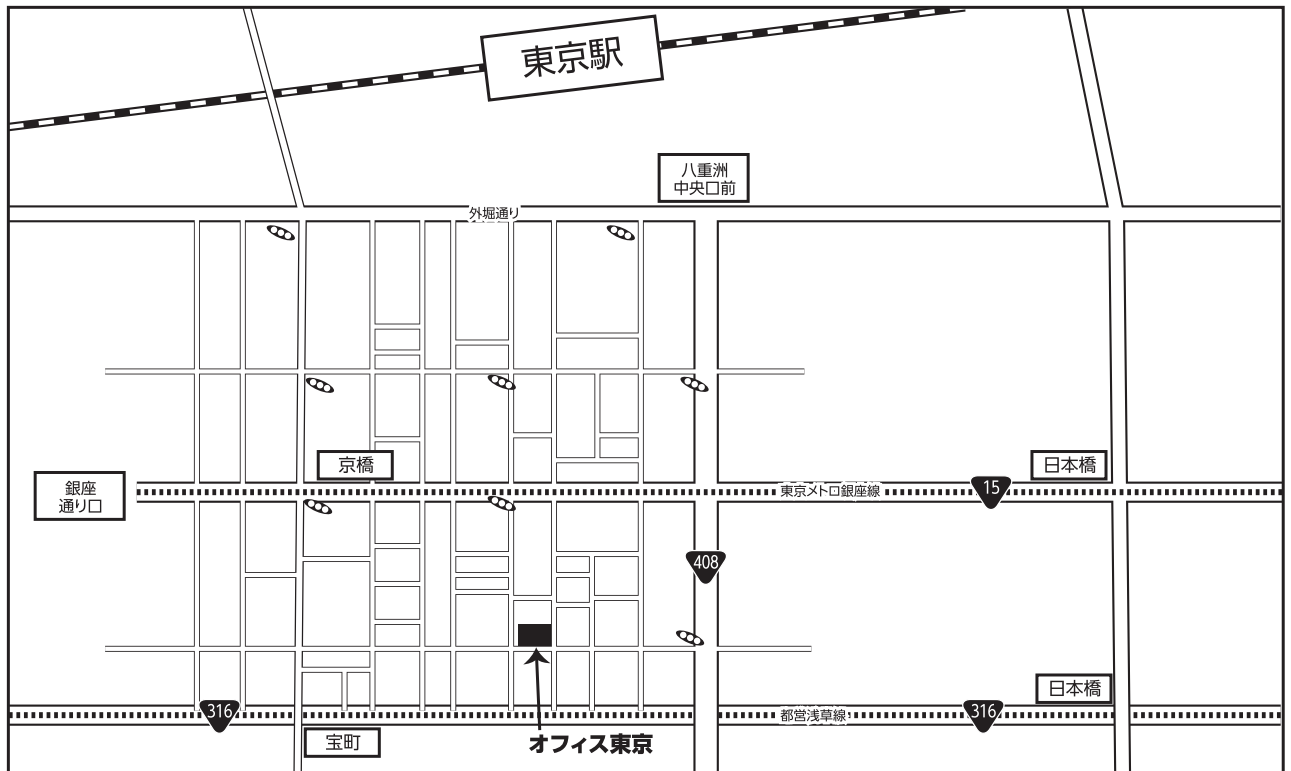 東京駅
八重洲
中央口前
外堀通り
京橋
日本橋
銀座
通り口
東京メトロ銀座線
15
408
日本橋
316
都営浅草線
316
宝町
オフィス東京